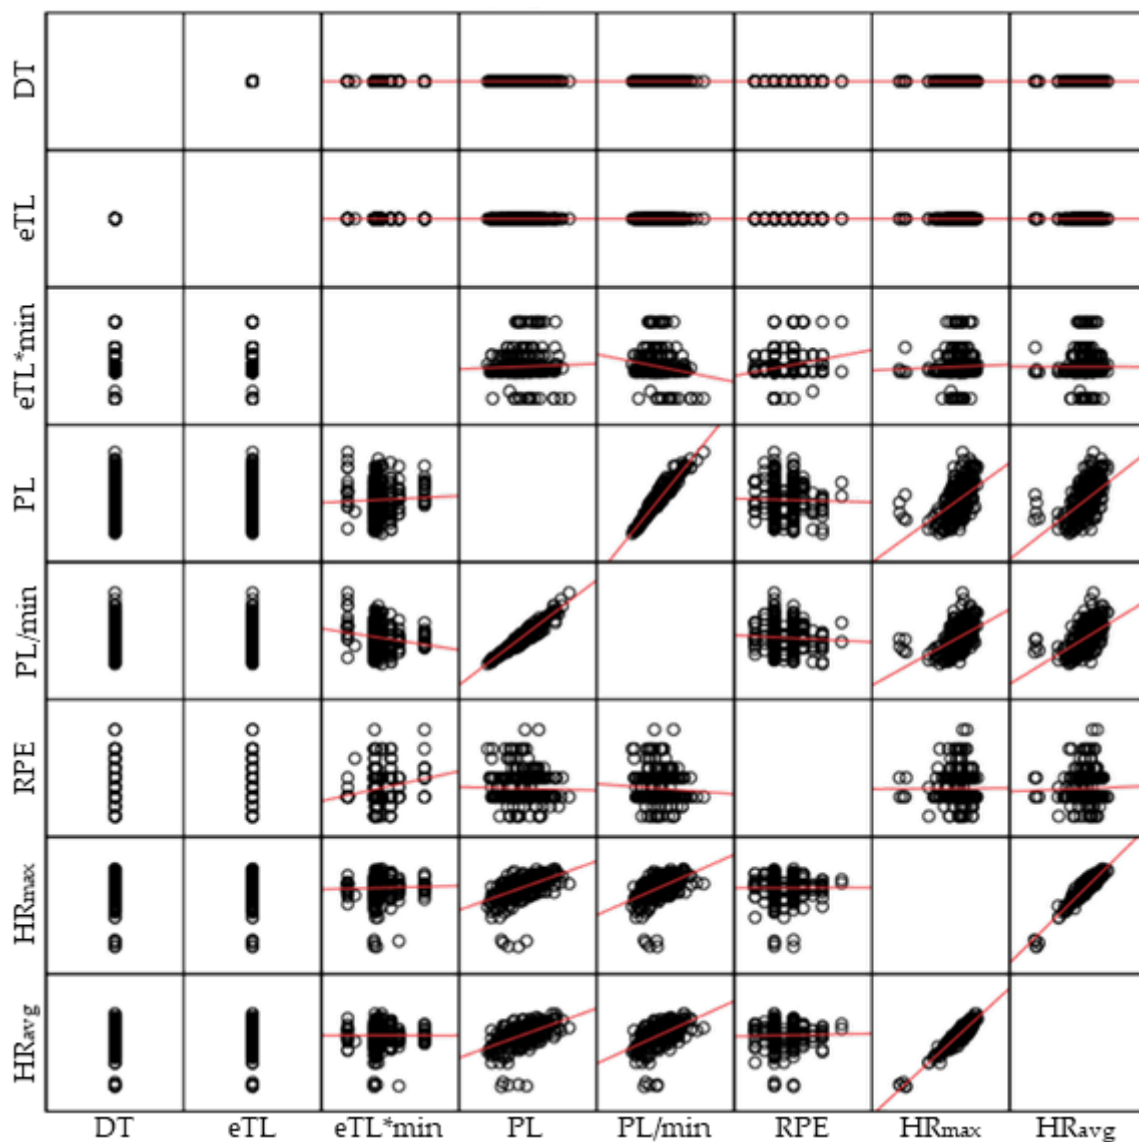 DT
eTL
eTL*min
PL
PL/min
RPE
HRmax
HRavg
DT eTL eTL*min PL PL/min RPE HRmax HRavg